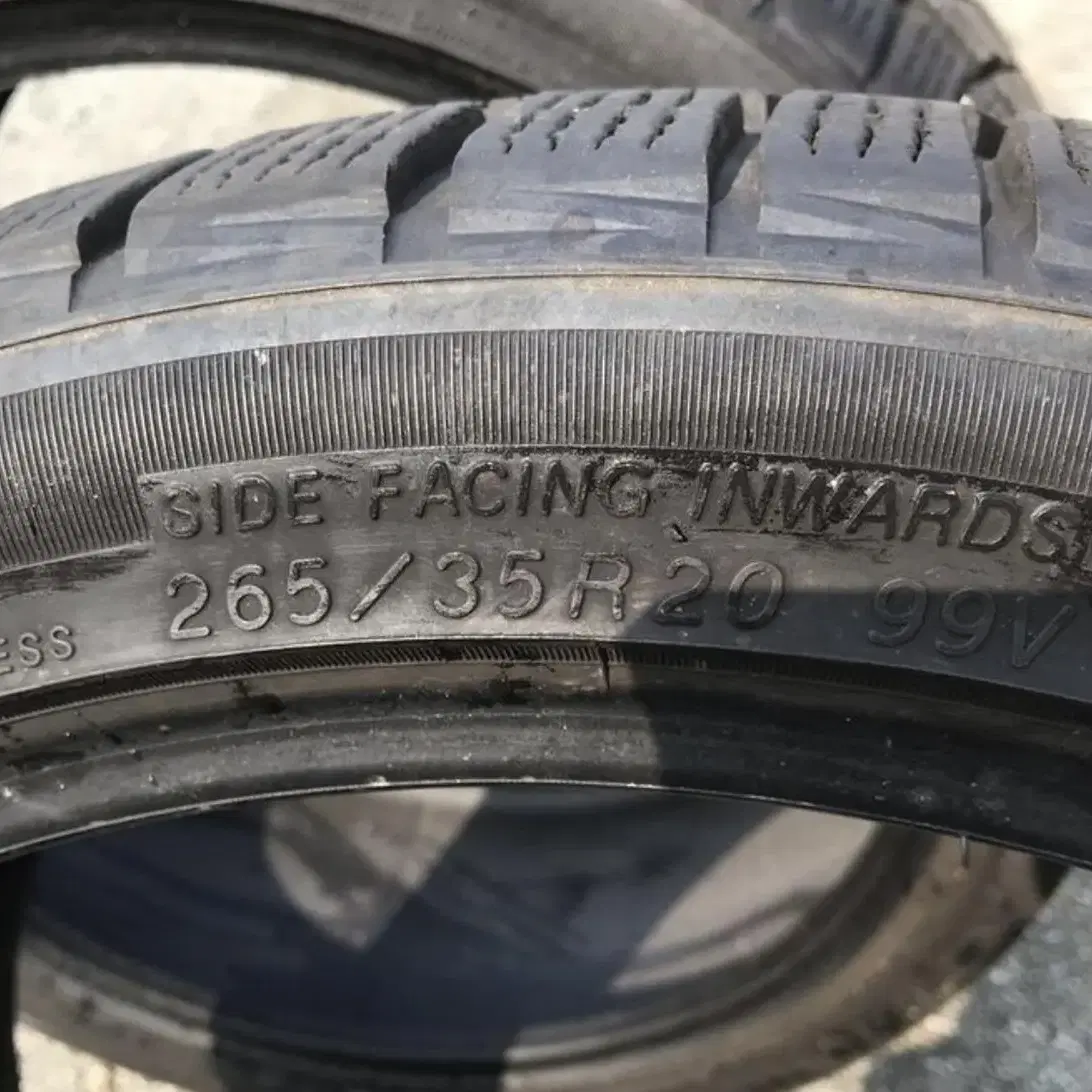 SIDE FACING INWARDS
265/35R20 99V
ESS